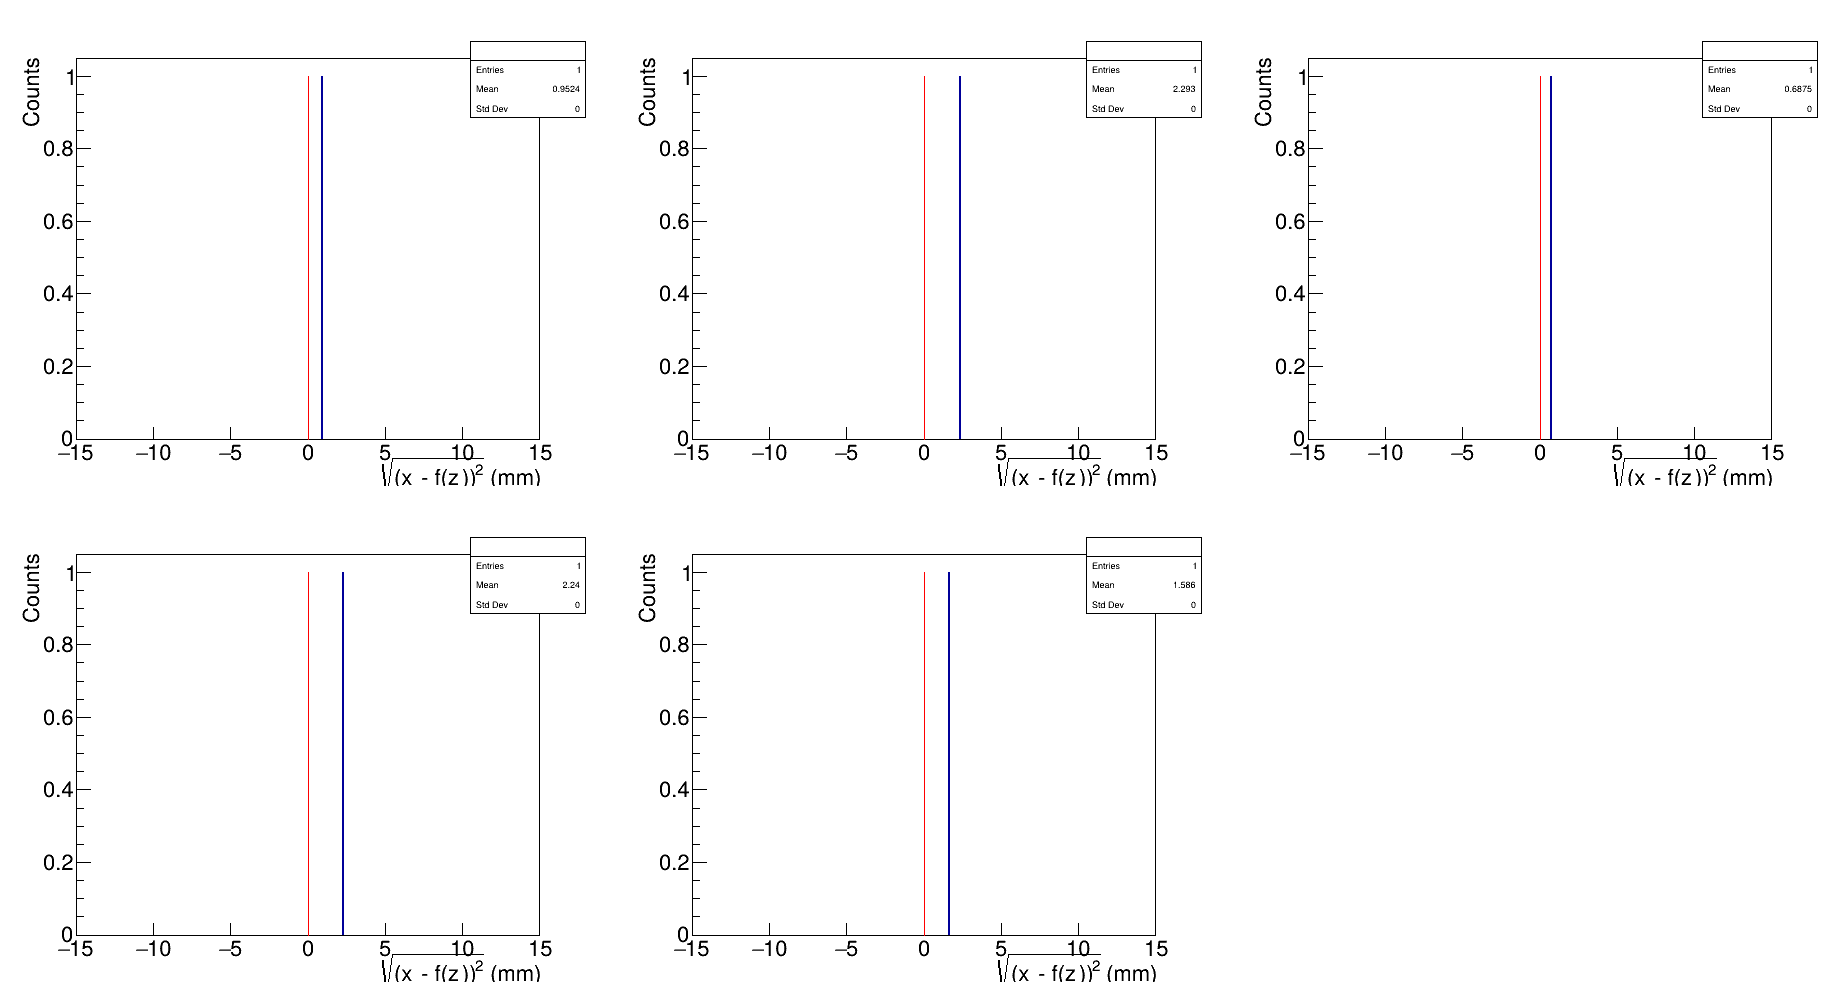 Counts
Entries 1
Mean 0.9524
Std Dev 0
1
0.8
0.6
0.4
0.2
0
−15 −10 −5 0 5 10 15
√(x - f(z))² (mm)
Counts
Entries 1
Mean 2.293
Std Dev 0
1
0.8
0.6
0.4
0.2
0
−15 −10 −5 0 5 10 15
√(x - f(z))² (mm)
Counts
Entries 1
Mean 0.6875
Std Dev 0
1
0.8
0.6
0.4
0.2
0
−15 −10 −5 0 5 10 15
√(x - f(z))² (mm)
Counts
Entries 1
Mean 2.24
Std Dev 0
1
0.8
0.6
0.4
0.2
0
−15 −10 −5 0 5 10 15
√(x - f(z))² (mm)
Counts
Entries 1
Mean 1.586
Std Dev 0
1
0.8
0.6
0.4
0.2
0
−15 −10 −5 0 5 10 15
√(x - f(z))² (mm)